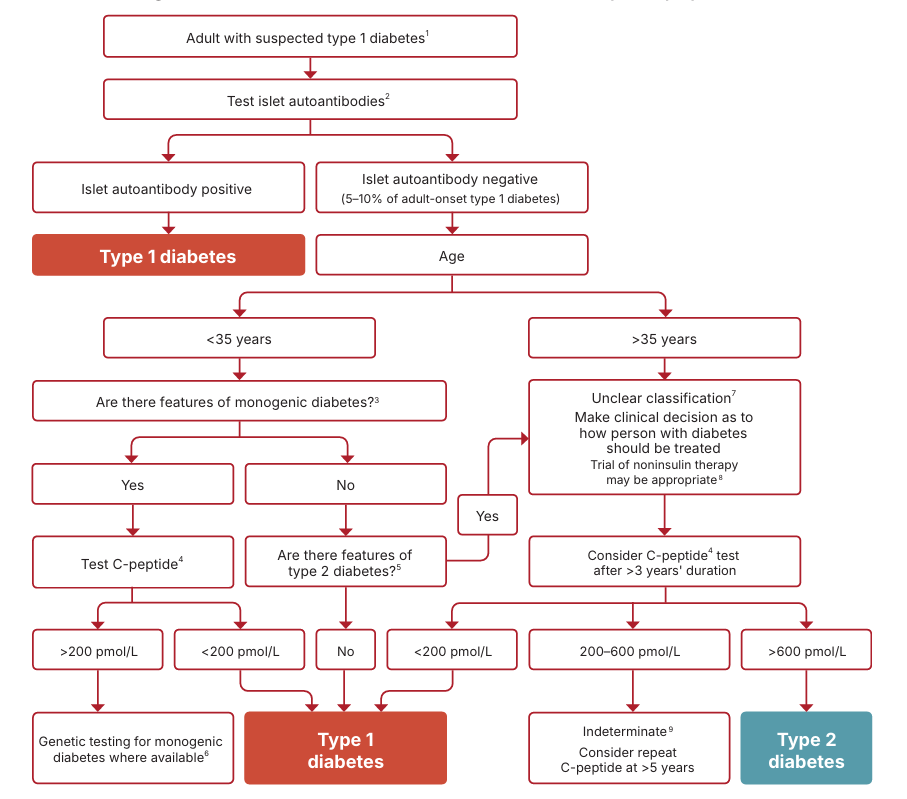 Adult with suspected type 1 diabetes¹
Test islet autoantibodies²
Islet autoantibody positive
Islet autoantibody negative
(5–10% of adult-onset type 1 diabetes)
Type 1 diabetes
Age
<35 years
>35 years
Are there features of monogenic diabetes?³
Unclear classification⁷
Make clinical decision as to
how person with diabetes
should be treated
Trial of noninsulin therapy
may be appropriate⁸
Yes
No
Yes
Test C-peptide⁴
Are there features of
type 2 diabetes?⁵
Consider C-peptide⁴ test
after >3 years' duration
>200 pmol/L
<200 pmol/L
No
<200 pmol/L
200–600 pmol/L
>600 pmol/L
Genetic testing for monogenic
diabetes where available⁶
Type 1
diabetes
Indeterminate⁹
Consider repeat
C-peptide at >5 years
Type 2
diabetes